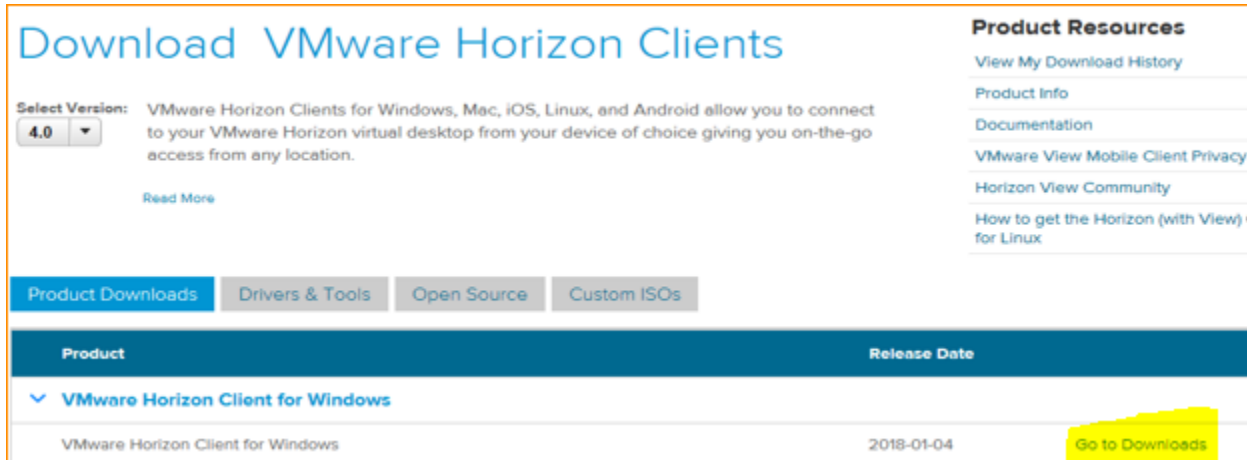 Download VMware Horizon Clients
Select Version:
4.0
VMware Horizon Clients for Windows, Mac, iOS, Linux, and Android allow you to connect
to your VMware Horizon virtual desktop from your device of choice giving you on-the-go
access from any location.
Read More
Product Resources
View My Download History
Product Info
Documentation
VMware View Mobile Client Privacy
Horizon View Community
How to get the Horizon (with View)
for Linux
Product Downloads
Drivers & Tools
Open Source
Custom ISOs
Product Release Date
VMware Horizon Client for Windows
VMware Horizon Client for Windows 2018-01-04 Go to Downloads